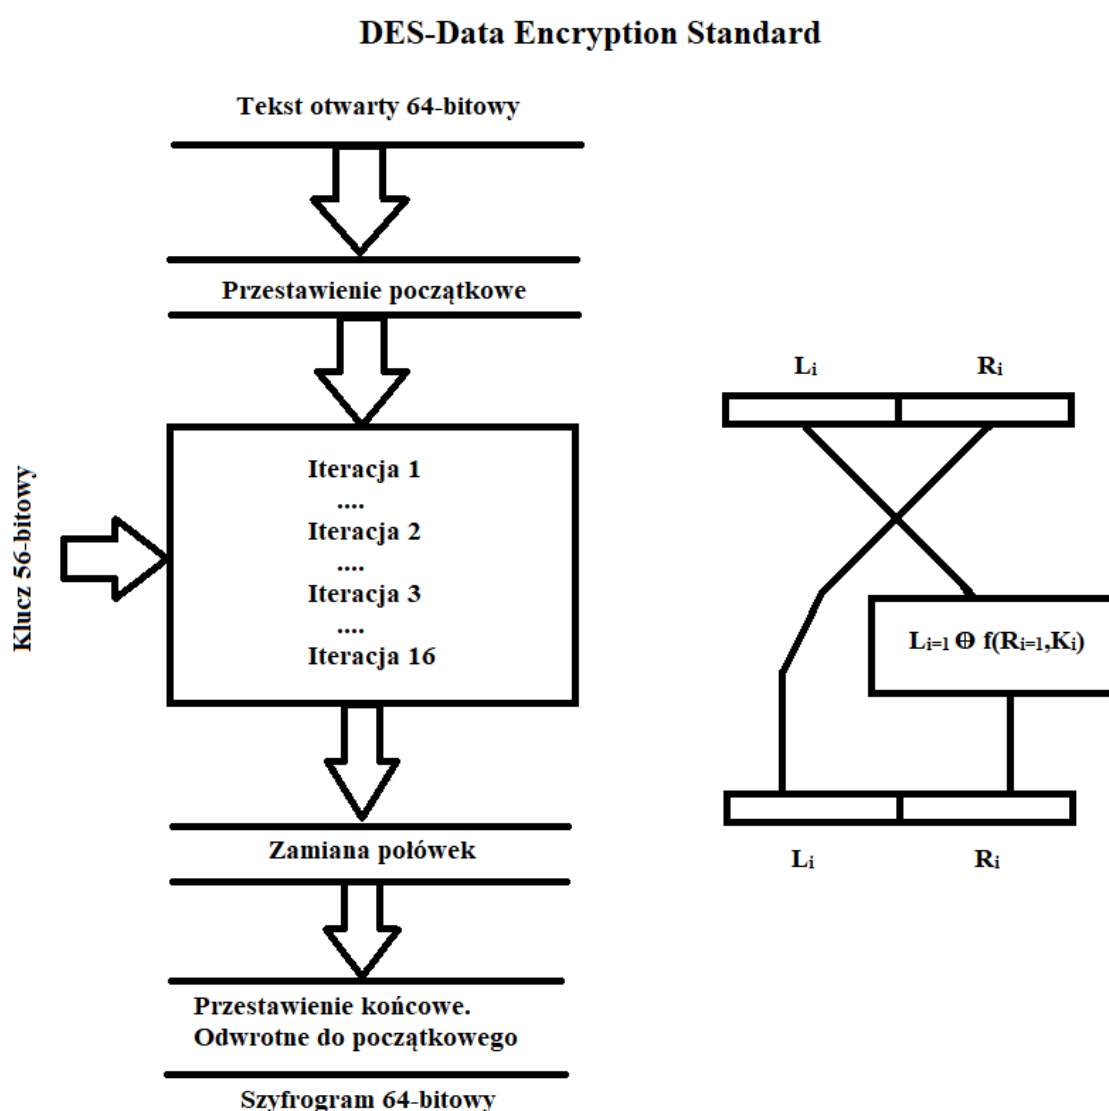 DES-Data Encryption Standard
Tekst otwarty 64-bitowy
Przestawienie początkowe
Klucz 56-bitowy
Iteracja 1
....
Iteracja 2
....
Iteracja 3
....
Iteracja 16
Zamiana połówek
Przestawienie końcowe.
Odwrotne do początkowego
Szyfrogram 64-bitowy
Li Ri
Li=1 ⊕ f(Ri=1,Ki)
Li Ri